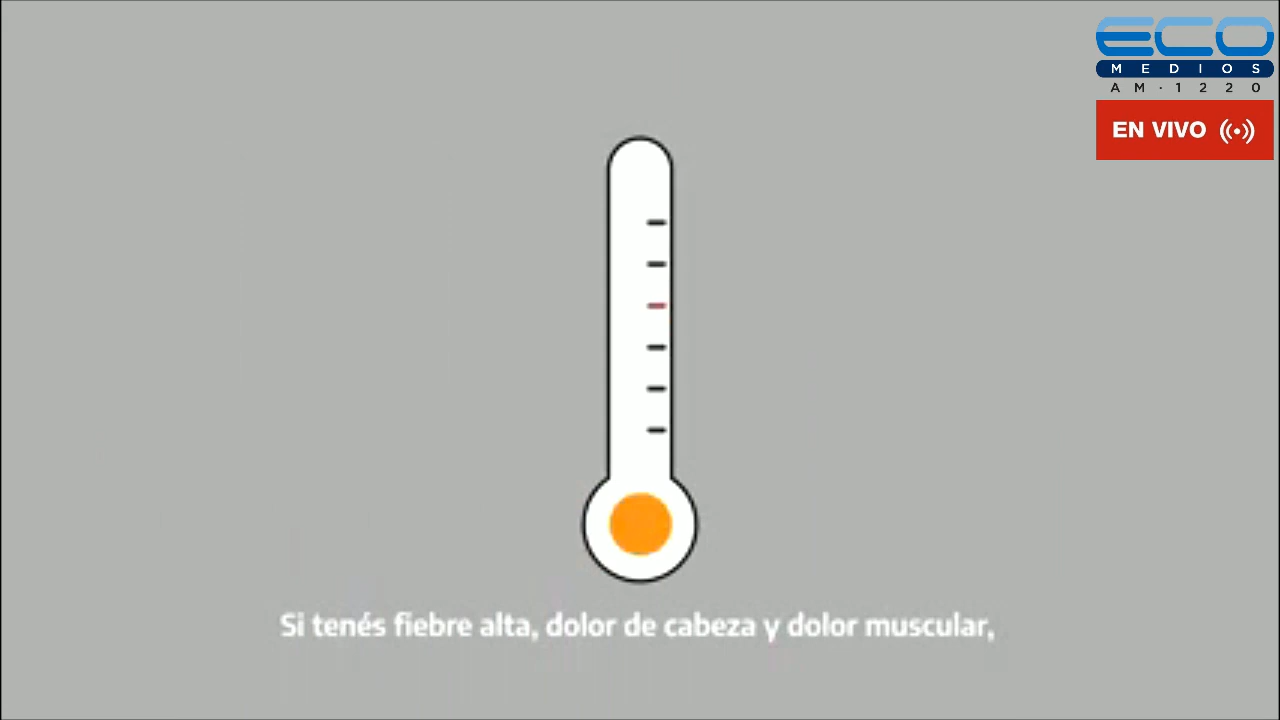 ECO
MEDIOS
AM·1220
EN VIVO
Si tenés fiebre alta, dolor de cabeza y dolor muscular,